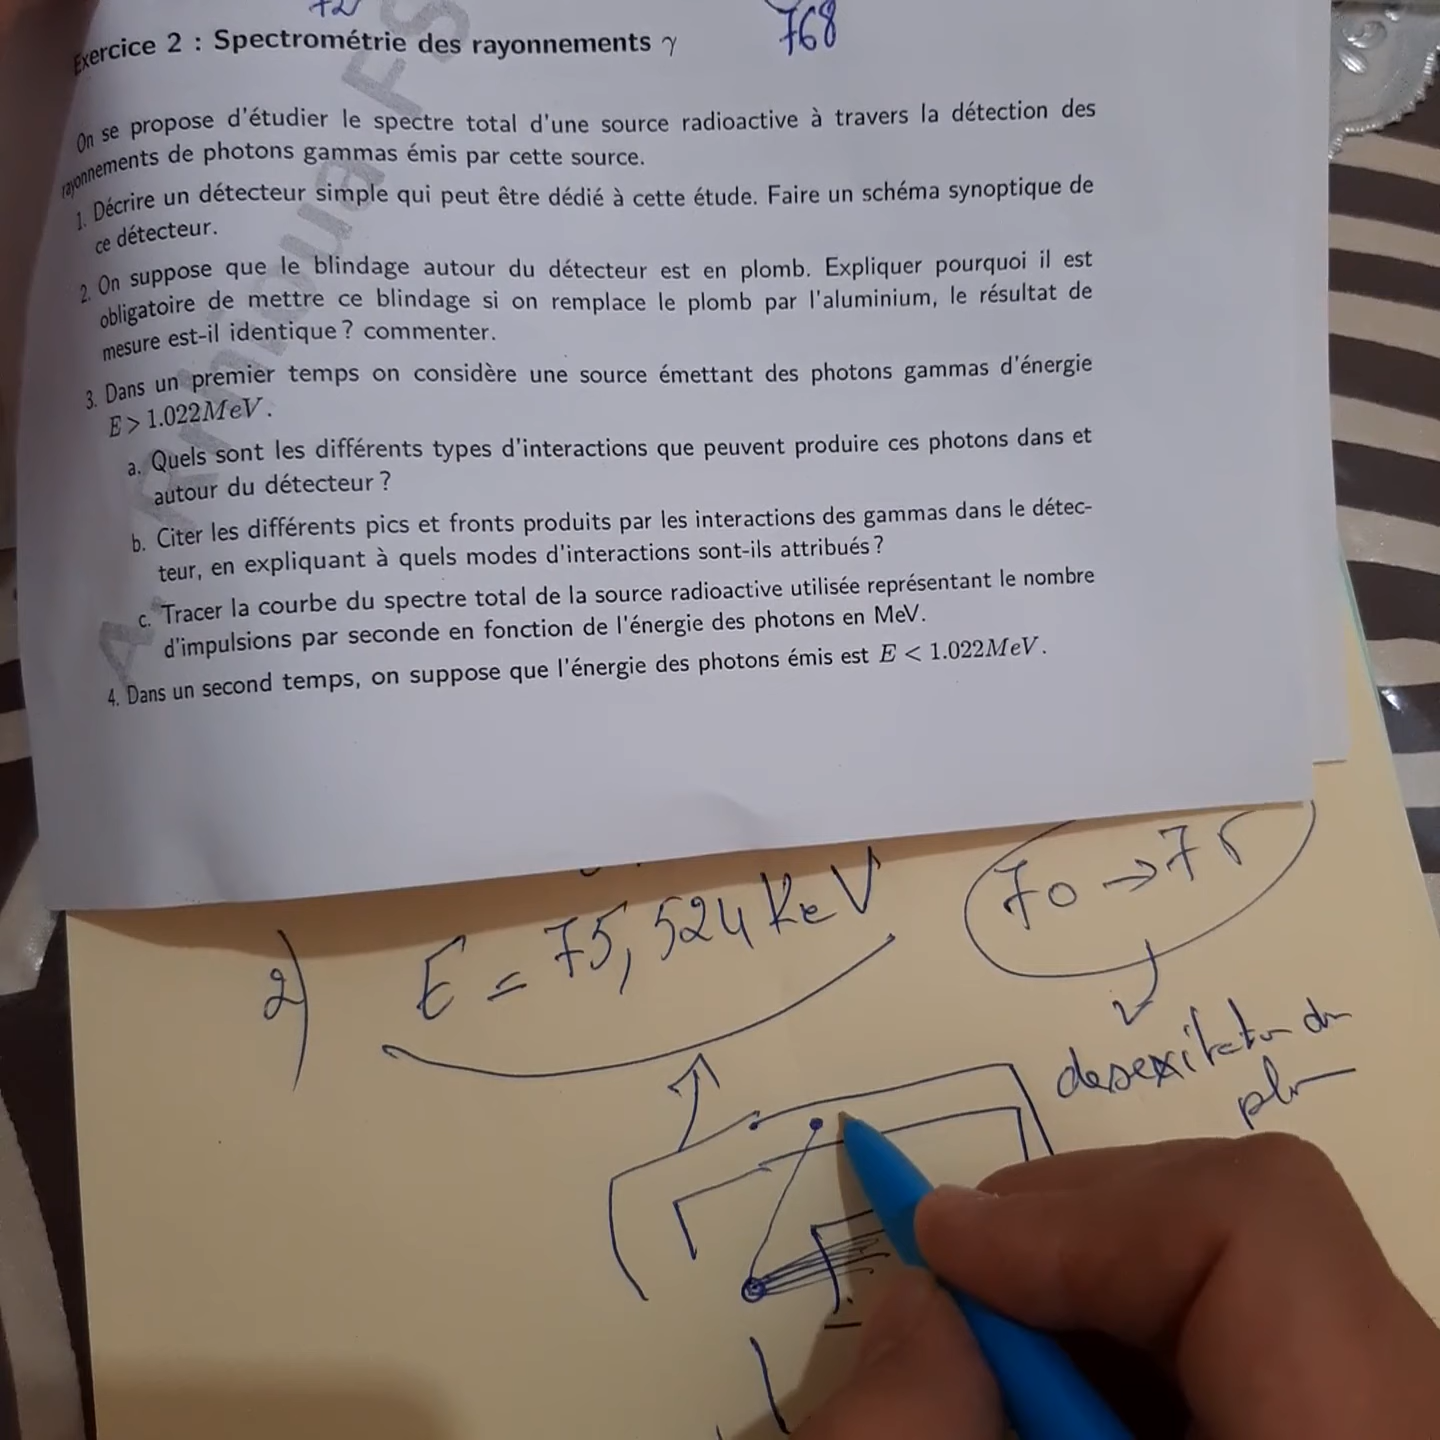 72
768
Exercice 2 : Spectrométrie des rayonnements γ
On se propose d'étudier le spectre total d'une source radioactive à travers la détection des
rayonnements de photons gammas émis par cette source.
1. Décrire un détecteur simple qui peut être dédié à cette étude. Faire un schéma synoptique de
ce détecteur.
2. On suppose que le blindage autour du détecteur est en plomb. Expliquer pourquoi il est
obligatoire de mettre ce blindage si on remplace le plomb par l'aluminium, le résultat de
mesure est-il identique ? commenter.
3. Dans un premier temps on considère une source émettant des photons gammas d'énergie
E > 1.022MeV.
a. Quels sont les différents types d'interactions que peuvent produire ces photons dans et
autour du détecteur ?
b. Citer les différents pics et fronts produits par les interactions des gammas dans le détec-
teur, en expliquant à quels modes d'interactions sont-ils attribués ?
c. Tracer la courbe du spectre total de la source radioactive utilisée représentant le nombre
d'impulsions par seconde en fonction de l'énergie des photons en MeV.
4. Dans un second temps, on suppose que l'énergie des photons émis est E < 1.022MeV.
2) E = 75,524 KeV
70 → 75